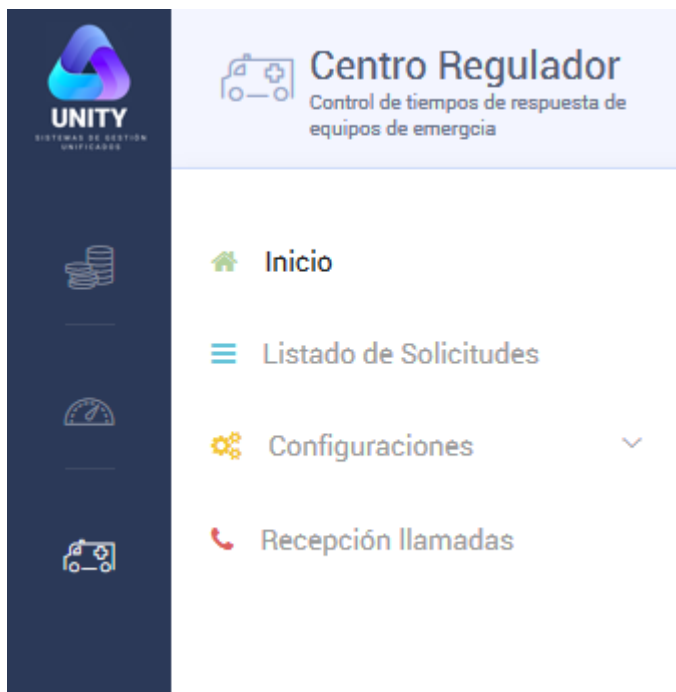 UNITY
SISTEMAS DE GESTIÓN
UNIFICADOS
Centro Regulador
Control de tiempos de respuesta de
equipos de emergcia
Inicio
Listado de Solicitudes
Configuraciones
Recepción llamadas